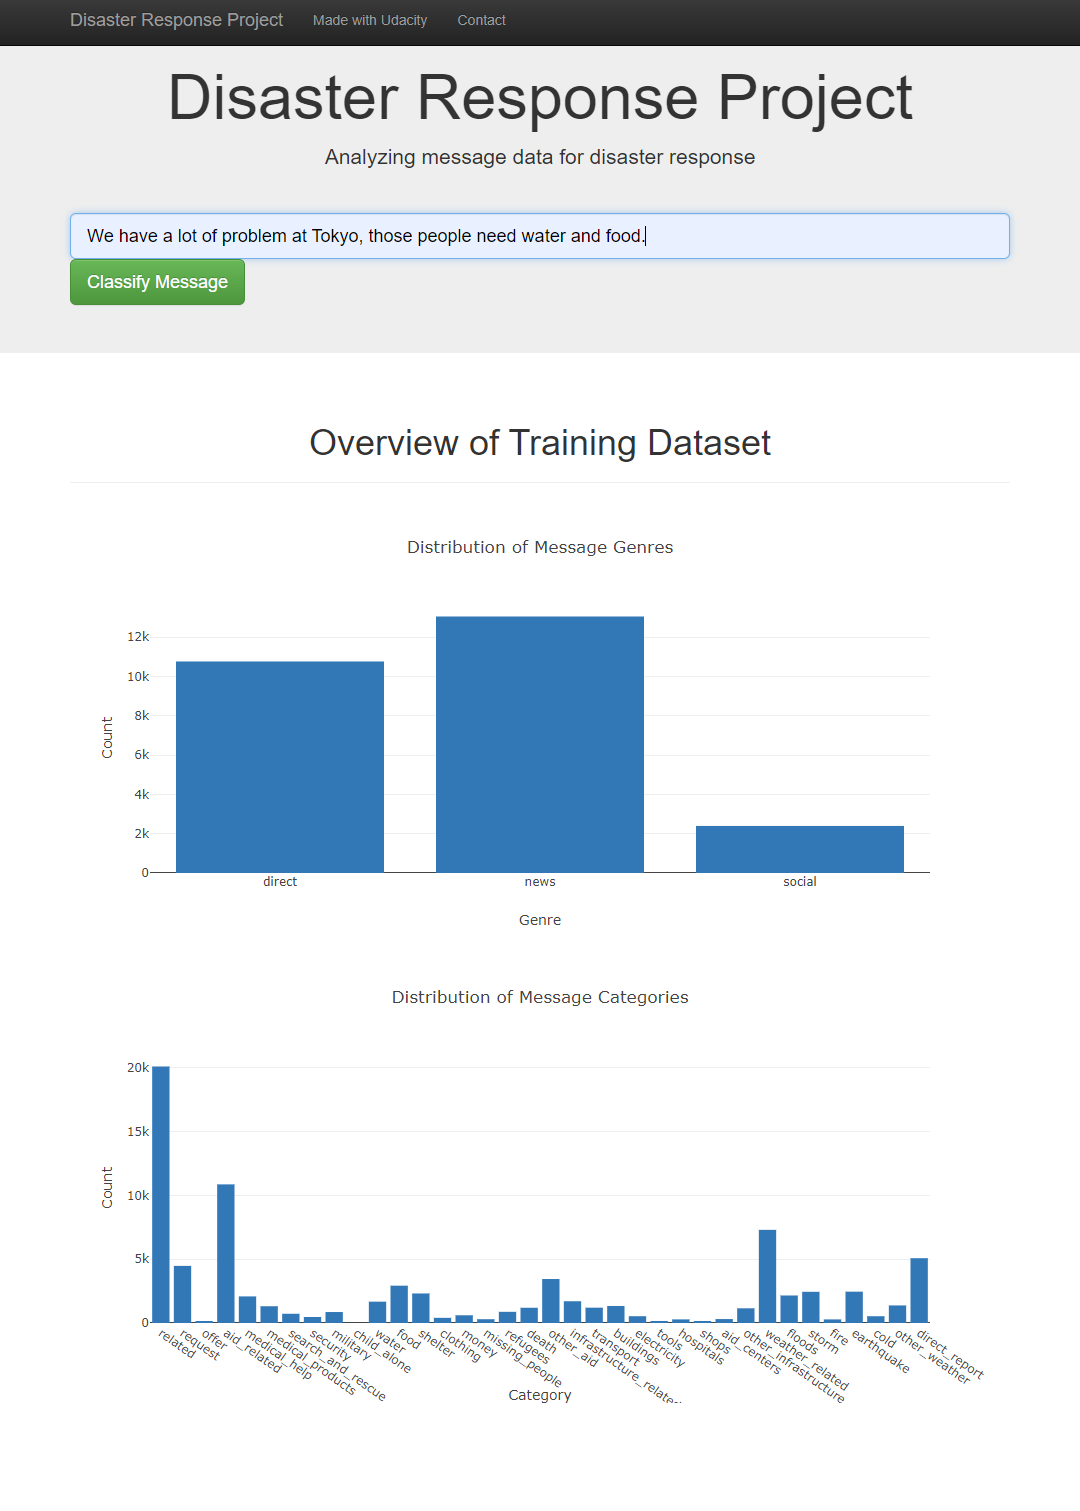 Disaster Response Project Made with Udacity Contact
Disaster Response Project
Analyzing message data for disaster response
We have a lot of problem at Tokyo, those people need water and food.
Classify Message
Overview of Training Dataset
Distribution of Message Genres
12k
10k
8k
6k
4k
2k
0
Count
direct news social
Genre
Distribution of Message Categories
20k
15k
10k
5k
0
Count
related
request
offer
aid_related
medical_help
medical_products
search_and_rescue
security
military
child_alone
water
food
shelter
clothing
money
missing_people
refugees
death
other_aid
infrastructure_related
transport
buildings
electricity
tools
hospitals
shops
aid_centers
other_infrastructure
weather_related
floods
storm
fire
earthquake
cold
other_weather
direct_report
Category